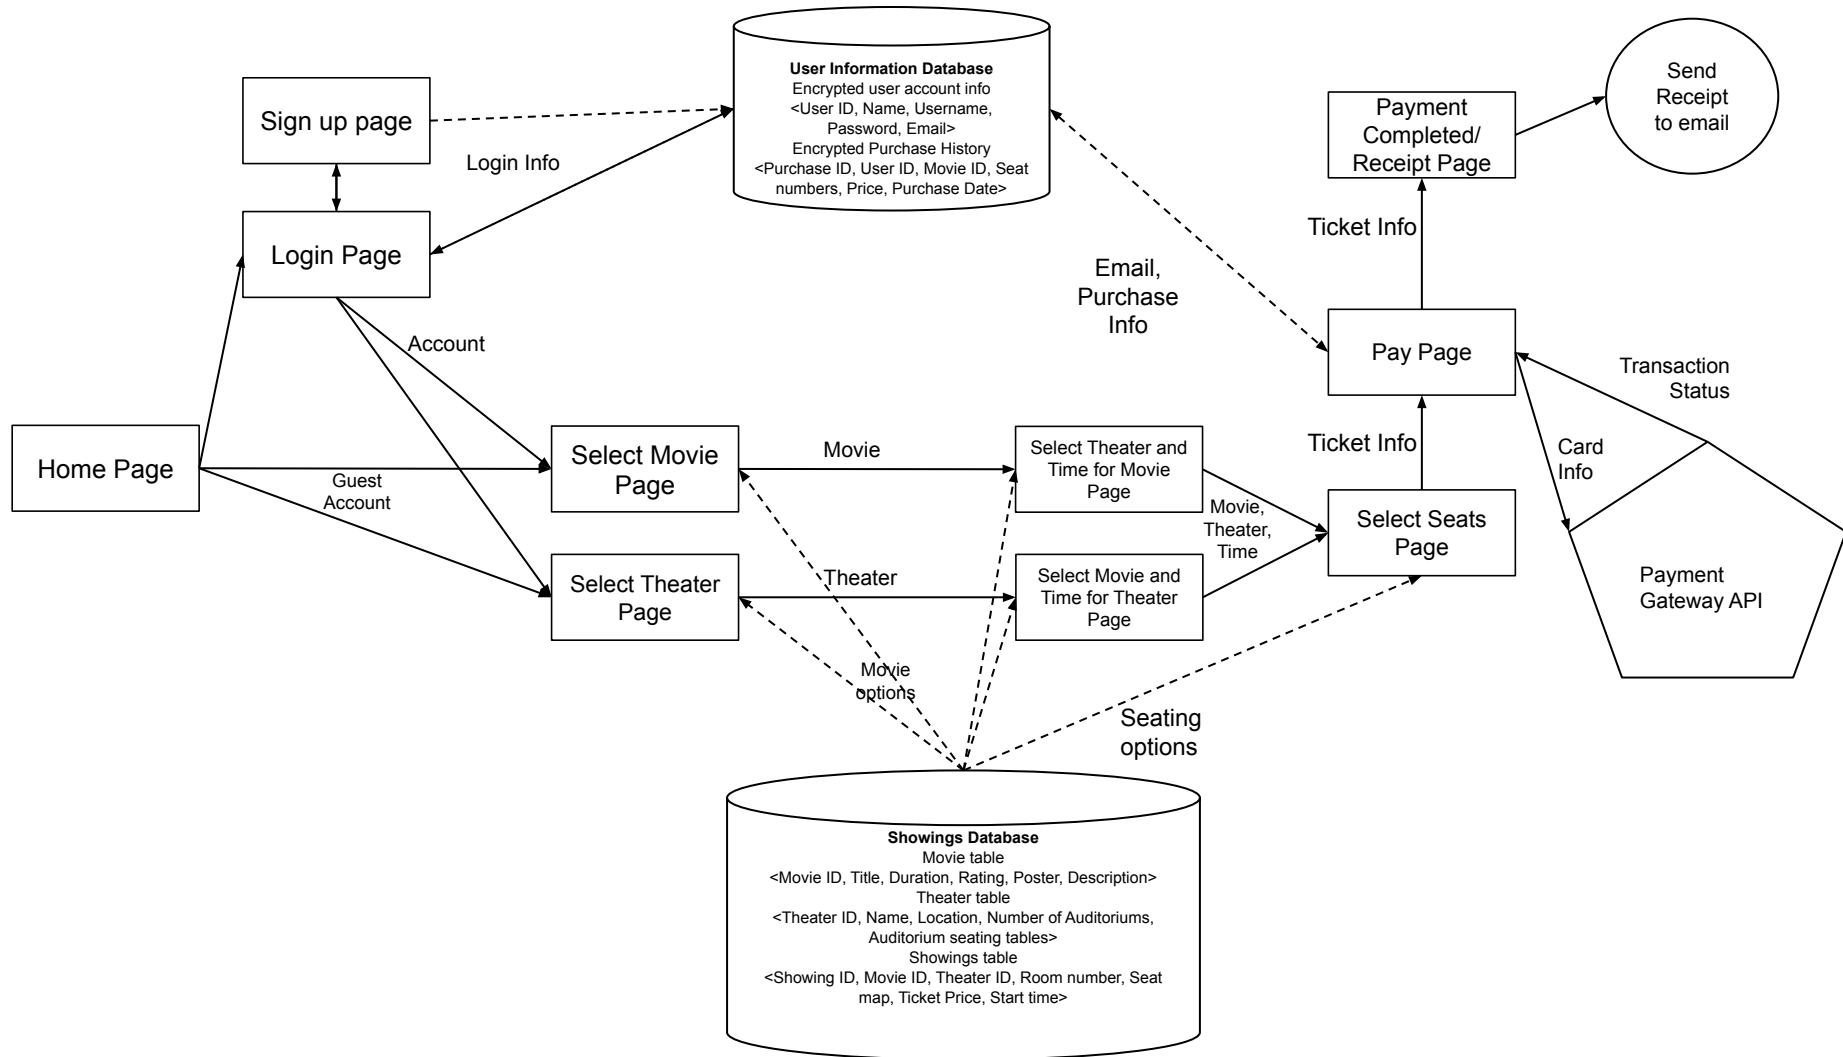 User Information Database
Encrypted user account info
<User ID, Name, Username,
Password, Email>
Encrypted Purchase History
<Purchase ID, User ID, Movie ID, Seat
numbers, Price, Purchase Date>
Send
Receipt
to email
Payment
Completed/
Receipt Page
Sign up page
Login Info
Login Page
Ticket Info
Email,
Purchase
Info
Pay Page
Transaction
Status
Account
Home Page
Guest
Account
Select Movie
Page
Movie
Select Theater and
Time for Movie
Page
Ticket Info
Card
Info
Movie,
Theater,
Time
Select Seats
Page
Select Theater
Page
Theater
Select Movie and
Time for Theater
Page
Payment
Gateway API
Movie
options
Seating
options
Showings Database
Movie table
<Movie ID, Title, Duration, Rating, Poster, Description>
Theater table
<Theater ID, Name, Location, Number of Auditoriums,
Auditorium seating tables>
Showings table
<Showing ID, Movie ID, Theater ID, Room number, Seat
map, Ticket Price, Start time>